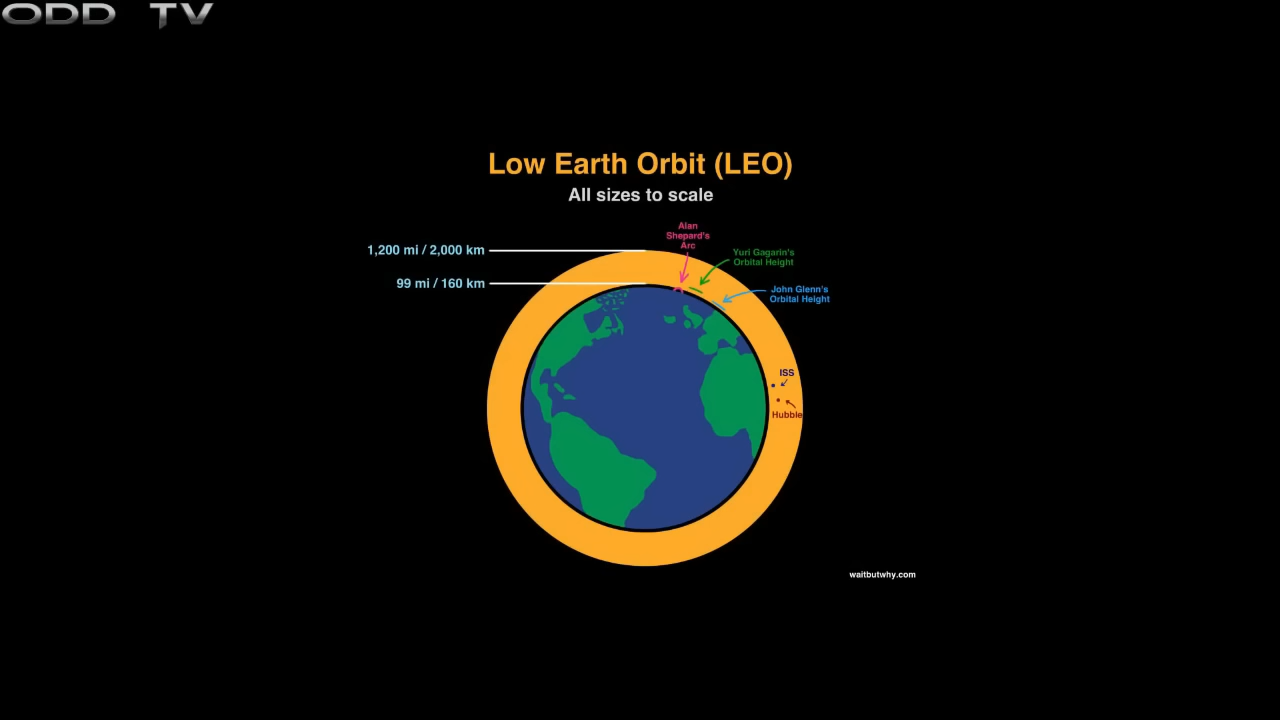 ODD TV
Low Earth Orbit (LEO)
All sizes to scale
Alan
Shepard's
Arc
1,200 mi / 2,000 km
Yuri Gagarin's
Orbital Height
99 mi / 160 km
John Glenn's
Orbital Height
ISS
Hubble
waitbutwhy.com